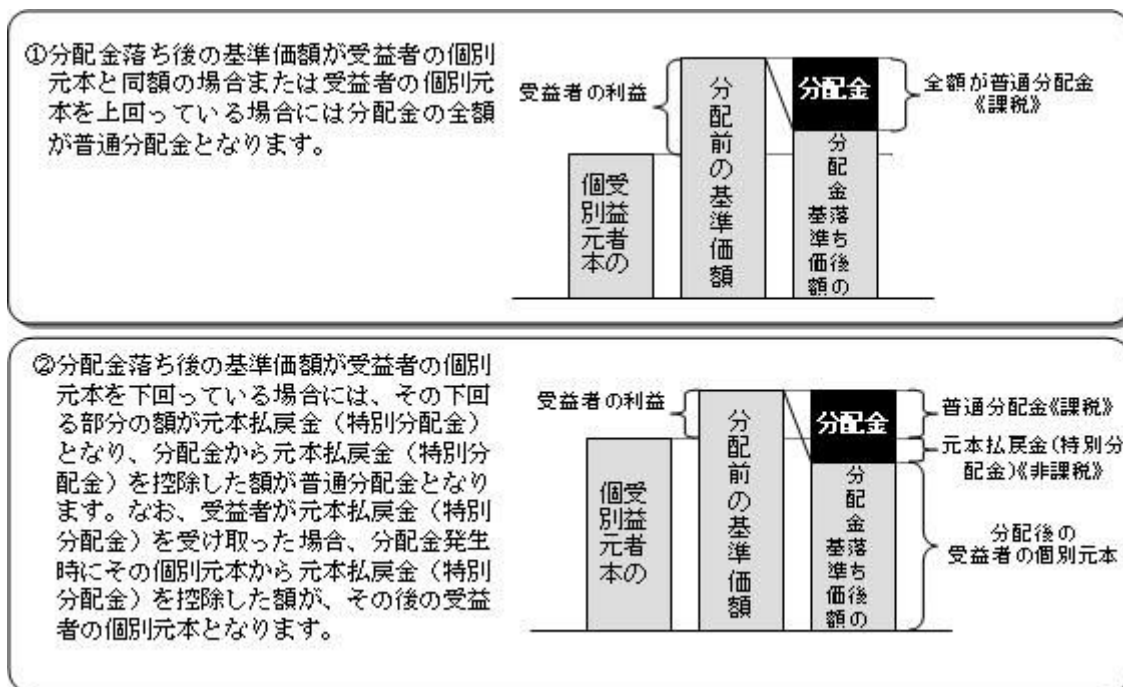 ①分配金落ち後の基準価額が受益者の個別
元本と同額の場合または受益者の個別元
本を上回っている場合には分配金の全額
が普通分配金となります。
受益者の利益
受益者の
個別元本
分配前の基準価額
分配金
分配金落ち後の
基準価額
全額が普通分配金
《課税》
②分配金落ち後の基準価額が受益者の個別
元本を下回っている場合には、その下回
る部分の額が元本払戻金（特別分配金）
となり、分配金から元本払戻金（特別分
配金）を控除した額が普通分配金となり
ます。なお、受益者が元本払戻金（特別
分配金）を受け取った場合、分配金発生
時にその個別元本から元本払戻金（特別
分配金）を控除した額が、その後の受益
者の個別元本となります。
受益者の利益
受益者の
個別元本
分配前の基準価額
分配金
分配金落ち後の
基準価額
普通分配金《課税》
元本払戻金(特別分
配金)《非課税》
分配後の
受益者の個別元本